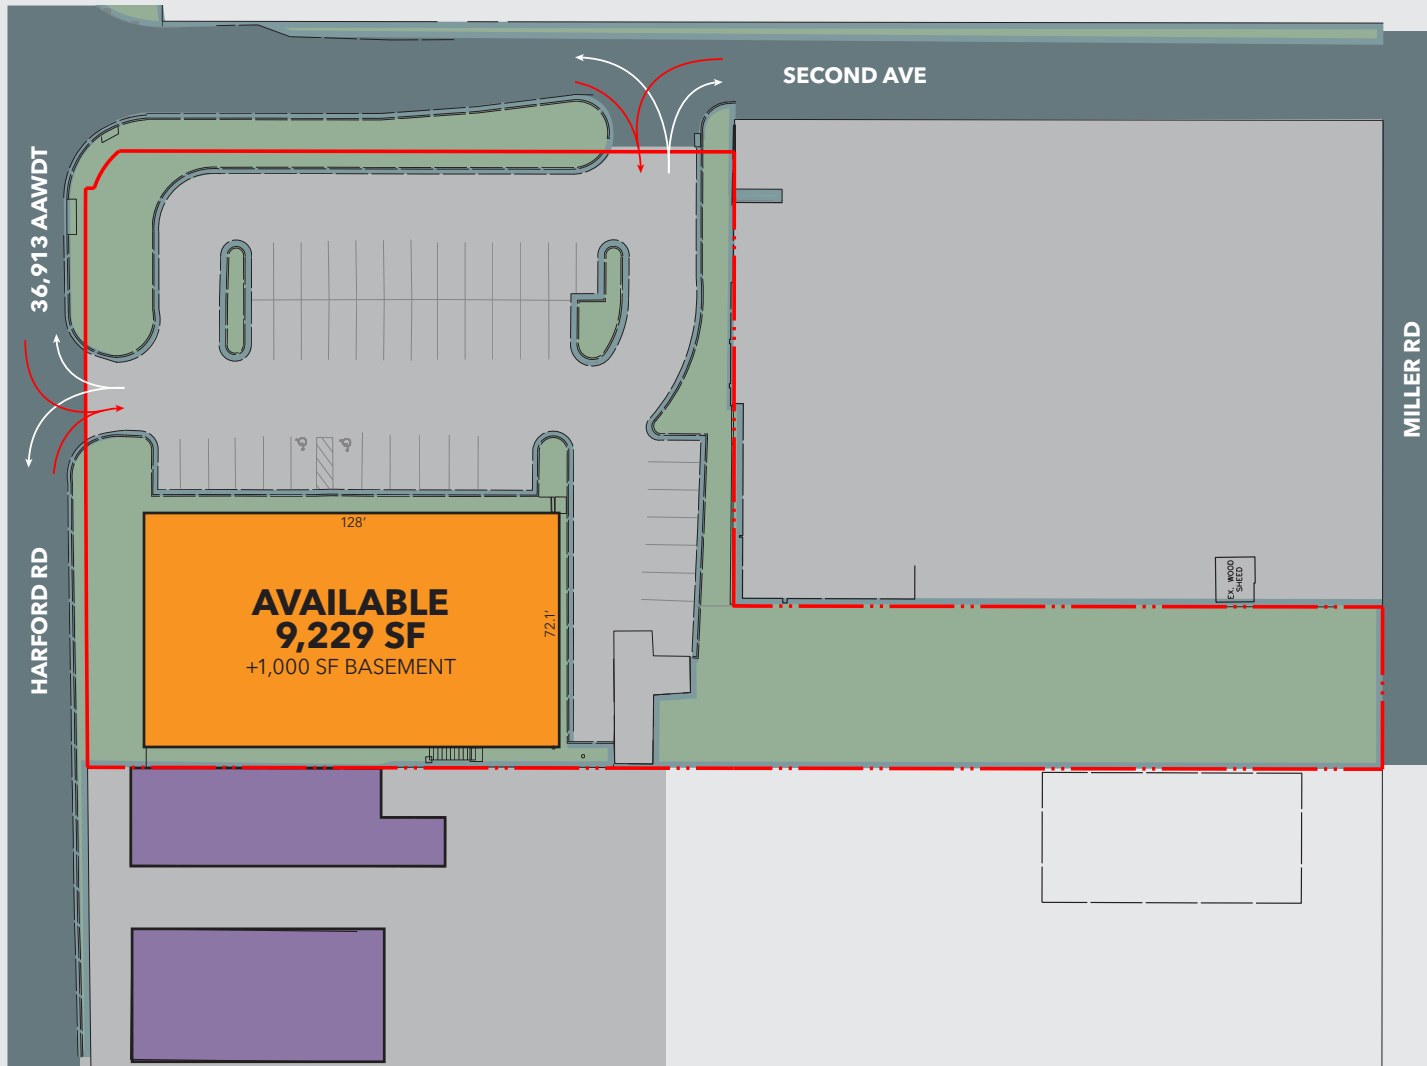 SECOND AVE
36,913 AAWDT
MILLER RD
HARFORD RD
128'
AVAILABLE
9,229 SF
+1,000 SF BASEMENT
72.1'
EX. WOOD
SHEED